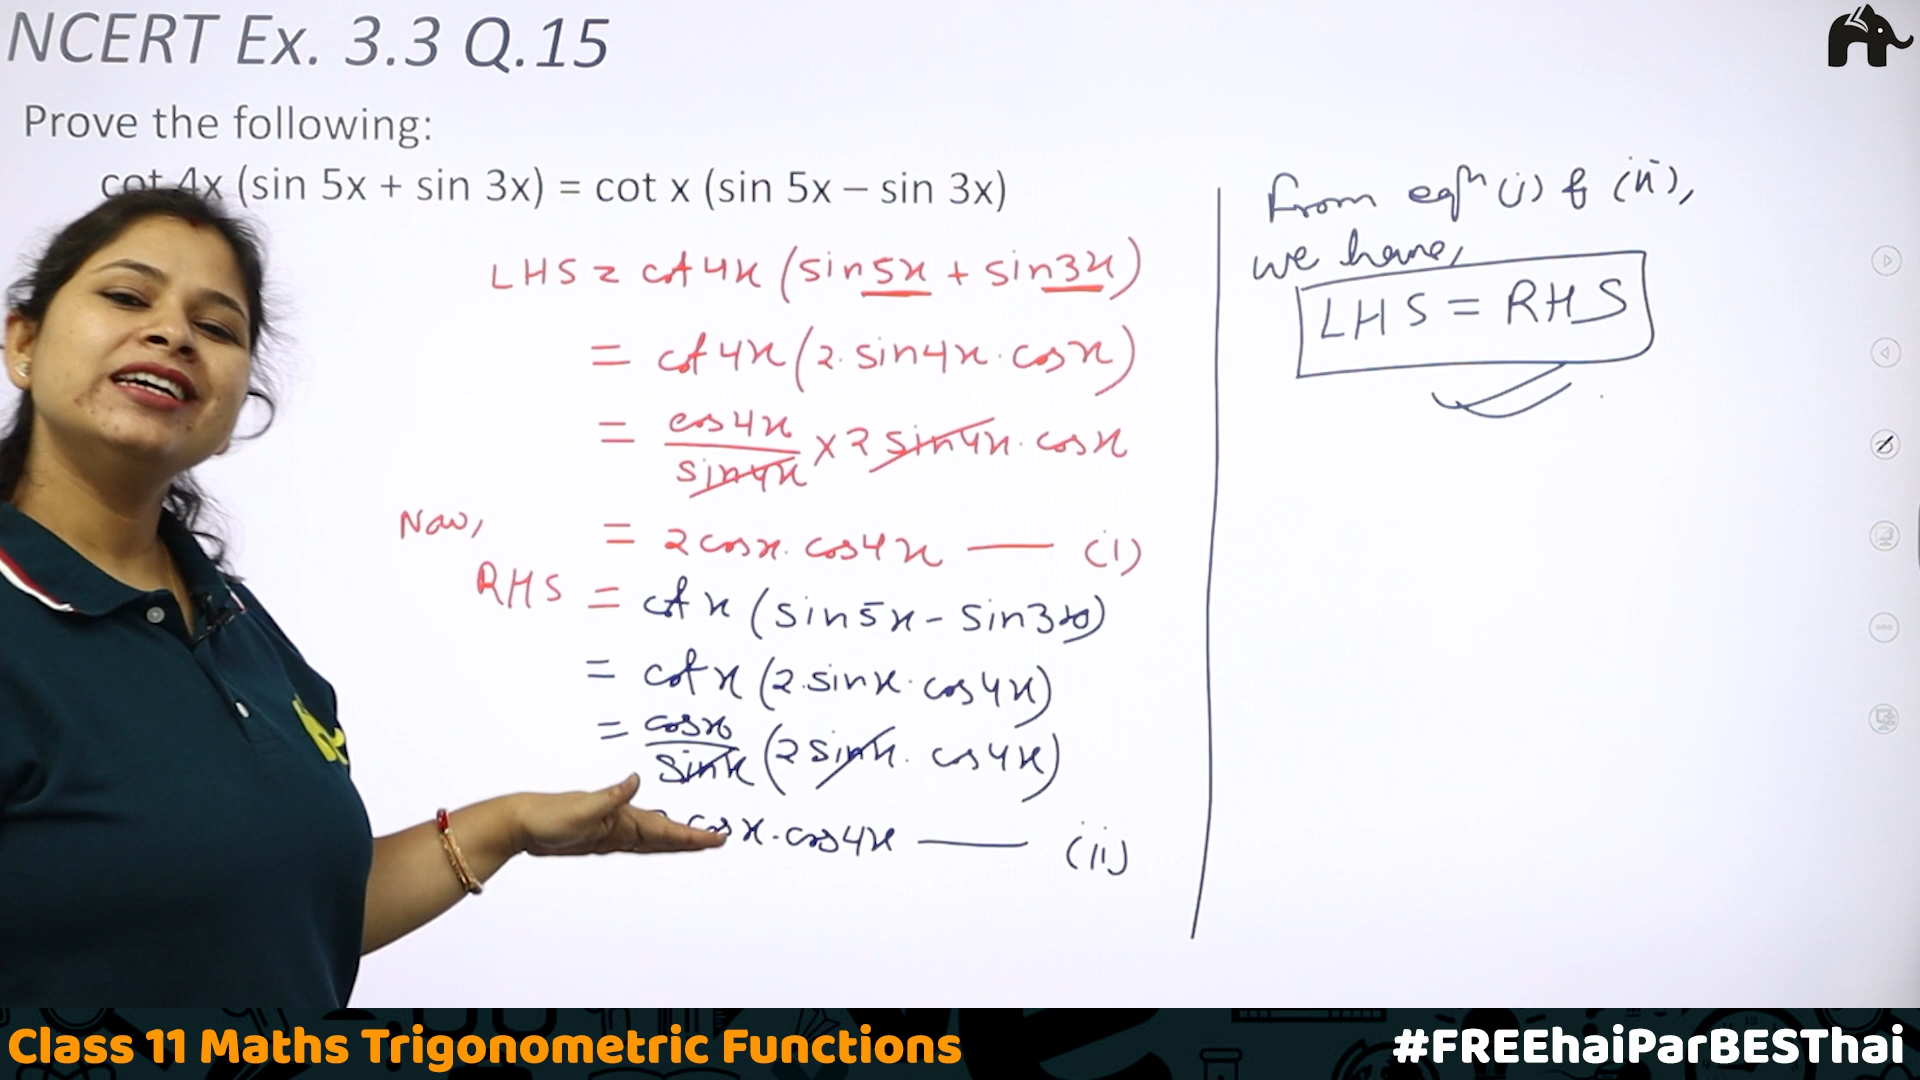 NCERT Ex. 3.3 Q.15
Prove the following:
cot 4x (sin 5x + sin 3x) = cot x (sin 5x – sin 3x)
LHS = cot 4x (sin 5x + sin 3x)
= cot 4x (2. sin 4x . cos x)
= cos 4x / sin 4x × 2 sin 4x . cos x
= 2 cos x . cos 4x — (i)
Now,
RHS = cot x (sin 5x - sin 3x)
= cot x (2. sin x . cos 4x)
= cos x / sin x (2 sin x . cos 4x)
cos x . cos 4x — (ii)
From eqn (i) & (ii),
we have,
LHS = RHS
Class 11 Maths Trigonometric Functions
#FREEhaiParBESThai